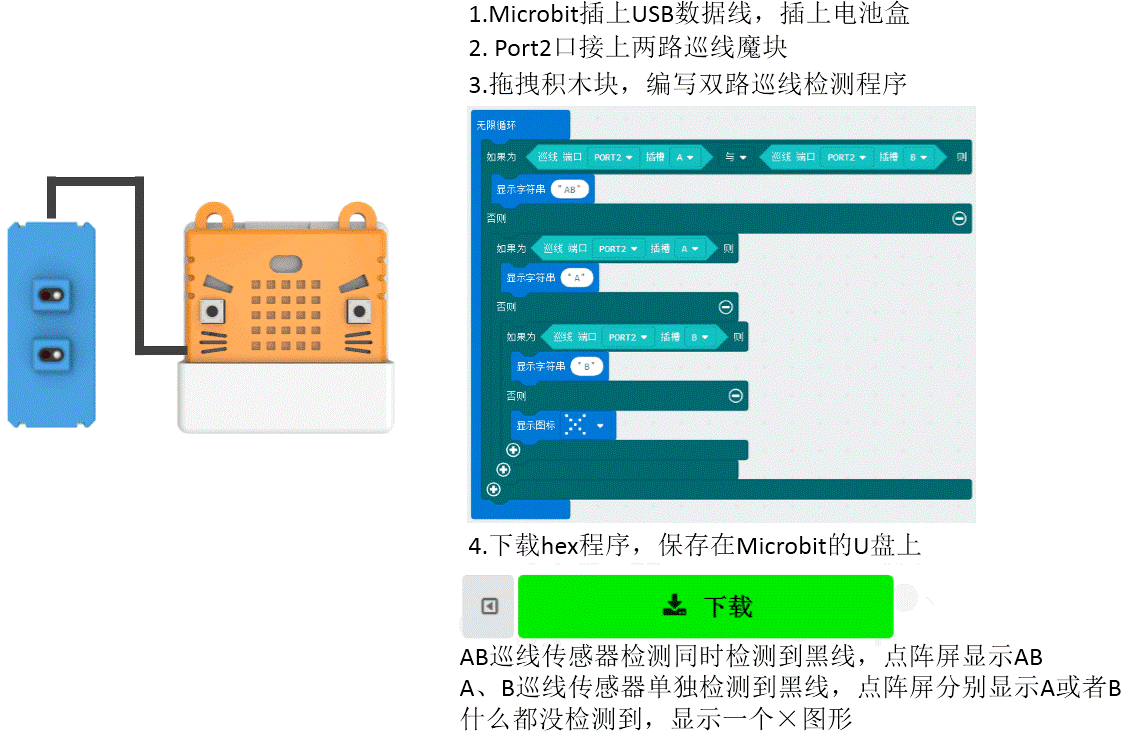 1.Microbit插上USB数据线，插上电池盒
2. Port2口接上两路巡线魔块
3.拖拽积木块，编写双路巡线检测程序
无限循环
如果为 巡线 端口 PORT2 插槽 A 与 巡线 端口 PORT2 插槽 B 则
显示字符串 "AB"
否则
如果为 巡线 端口 PORT2 插槽 A 则
显示字符串 "A"
否则
如果为 巡线 端口 PORT2 插槽 B 则
显示字符串 "B"
否则
显示图标
4.下载hex程序，保存在Microbit的U盘上
下载
AB巡线传感器检测同时检测到黑线，点阵屏显示AB
A、B巡线传感器单独检测到黑线，点阵屏分别显示A或者B
什么都没检测到，显示一个×图形